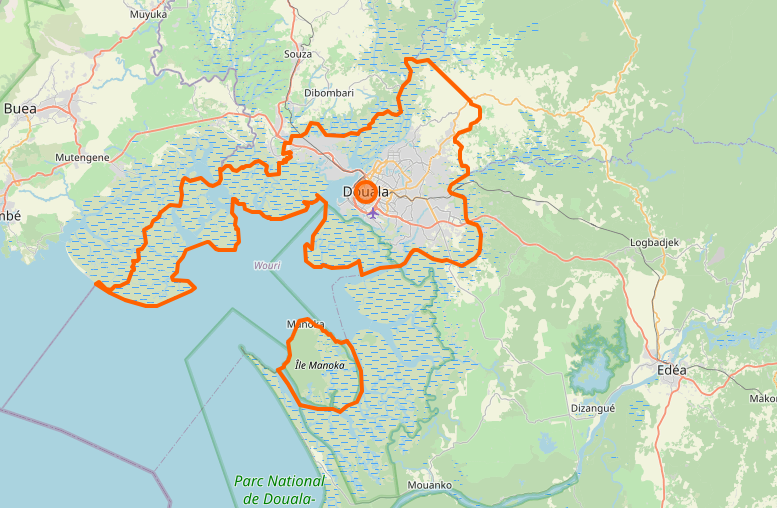 Muyuka
Souza
Dibombari
Buea
Mutengene
mbé
Douala
Logbadjek
Wouri
Manoka
Île Manoka
Edéa
Makon
Dizangué
Parc National
de Douala-
Mouanko